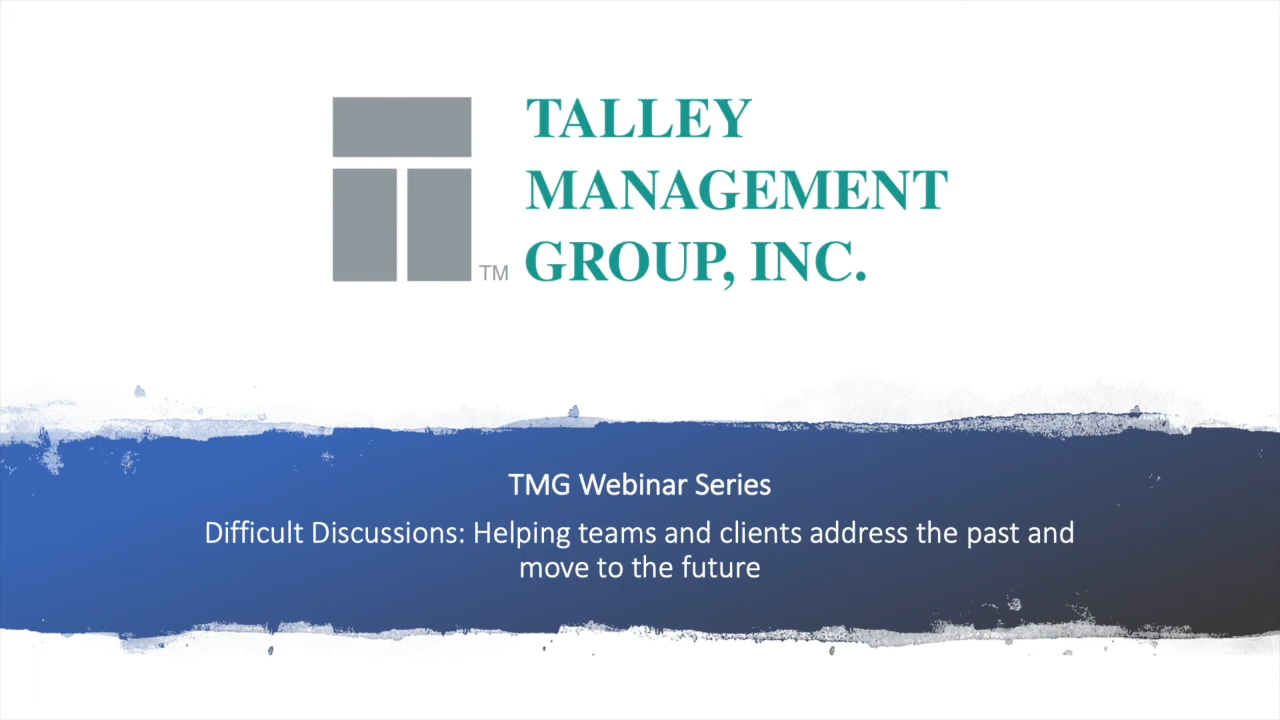 TALLEY
MANAGEMENT
TM GROUP, INC.
TMG Webinar Series
Difficult Discussions: Helping teams and clients address the past and
move to the future